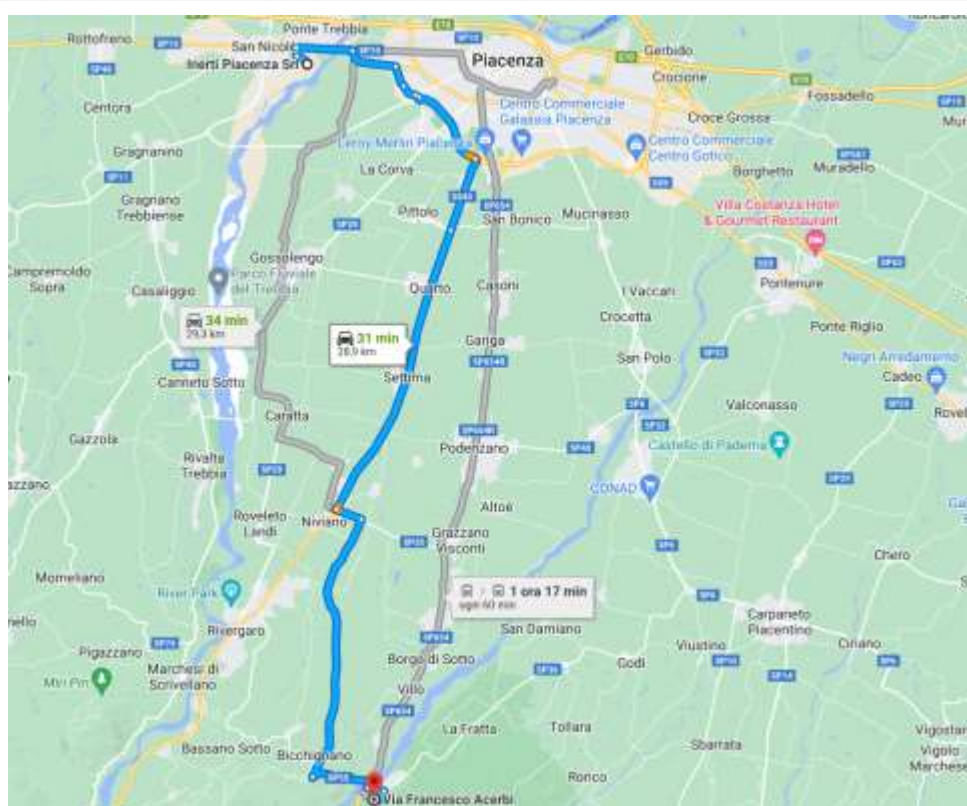 Ponte Trebbia
Rottofreno
San Nicolò
Inerti Piacenza Srl
Piacenza
Gerbido
Crocione
Fossadello
Centora
Centro Commerciale
Galassia Piacenza
Croce Grossa
Leroy Merlin Piacenza
Centro Commerciale
Centro Gotico
Gragnanino
La Corva
Borghetto
Muradello
Gragnano
Trebbiense
Pittolo
San Bonico
Mucinasso
Villa Costanza Hotel
& Gourmet Restaurant
Gossolengo
Parco Fluviale
del Trebbia
Campremoldo
Sopra
Casaliggio
Quarto
Casoni
I Vaccari
Pontenure
34 min
29,3 km
31 min
28,9 km
Crocetta
Ponte Riglio
Gariga
San Polo
Negri Arredamento
Cadeo
Canneto Sotto
Settima
Caratta
Valconasso
Gazzola
Rivalta
Trebbia
Podenzano
Castello di Paderna
CONAD
Roveleto
Landi
Niviano
Altoè
Grazzano
Visconti
Chero
Momeliano
River Park
1 ora 17 min
ogni 60 min
Rivergaro
San Damiano
Carpaneto
Piacentino
Viustino
Ciriano
Pigazzano
Marchesi di
Scrivellano
Borgo di Sotto
Godi
Villò
La Fratta
Tollara
Bassano Sotto
Bicchignano
Sbarrata
Vigolo
Marchese
Ronco
Via Francesco Acerbi